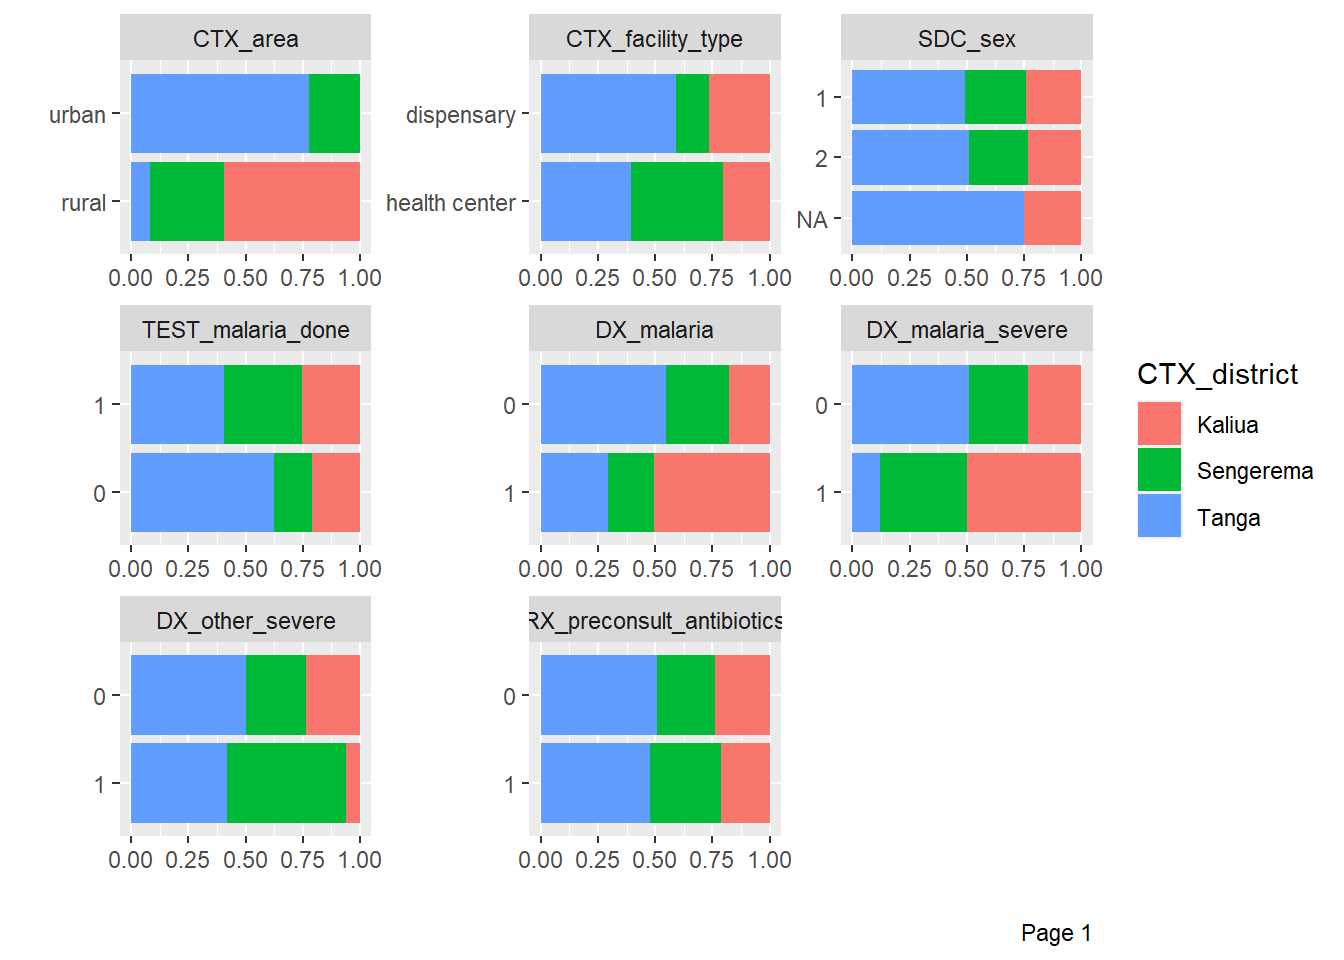 CTX_area
urban
rural
0.00 0.25 0.50 0.75 1.00
CTX_facility_type
dispensary
health center
0.00 0.25 0.50 0.75 1.00
SDC_sex
1
2
NA
0.00 0.25 0.50 0.75 1.00
TEST_malaria_done
1
0
0.00 0.25 0.50 0.75 1.00
DX_malaria
0
1
0.00 0.25 0.50 0.75 1.00
DX_malaria_severe
0
1
0.00 0.25 0.50 0.75 1.00
DX_other_severe
0
1
0.00 0.25 0.50 0.75 1.00
RX_preconsult_antibiotics
0
1
0.00 0.25 0.50 0.75 1.00
CTX_district
Kaliua
Sengerema
Tanga
Page 1